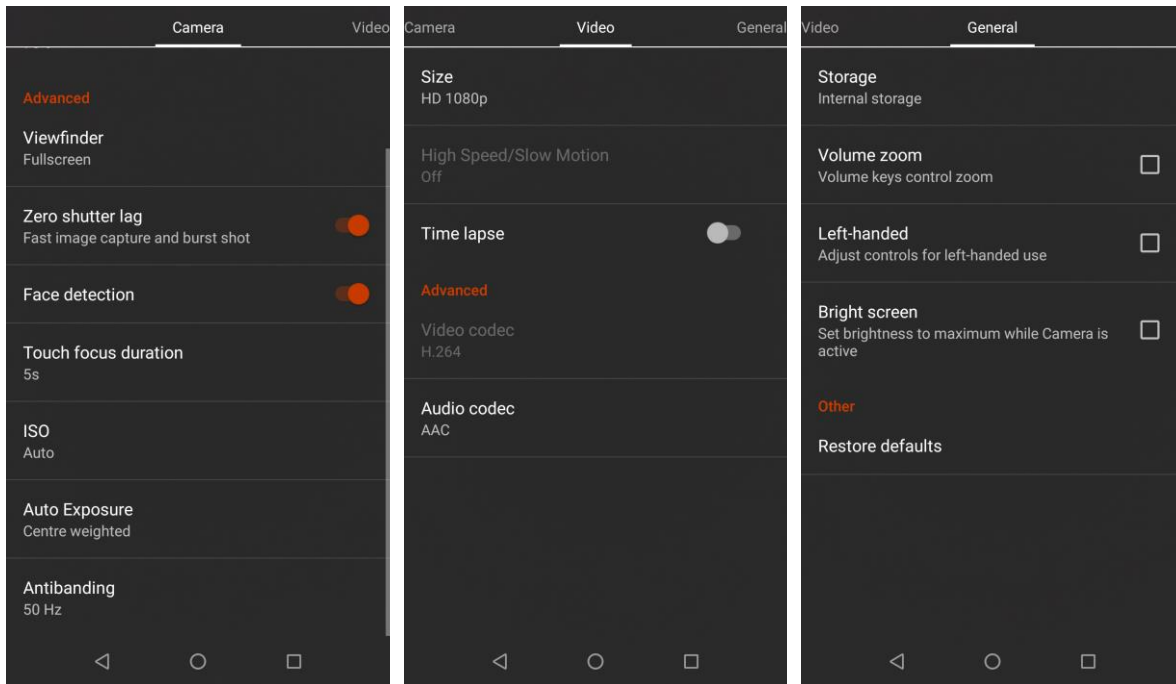 Camera
Video
Advanced
Viewfinder
Fullscreen
Zero shutter lag
Fast image capture and burst shot
Face detection
Touch focus duration
5s
ISO
Auto
Auto Exposure
Centre weighted
Antibanding
50 Hz
Camera
Video
General
Size
HD 1080p
High Speed/Slow Motion
Off
Time lapse
Advanced
Video codec
H.264
Audio codec
AAC
Video
General
Storage
Internal storage
Volume zoom
Volume keys control zoom
Left-handed
Adjust controls for left-handed use
Bright screen
Set brightness to maximum while Camera is
active
Other
Restore defaults